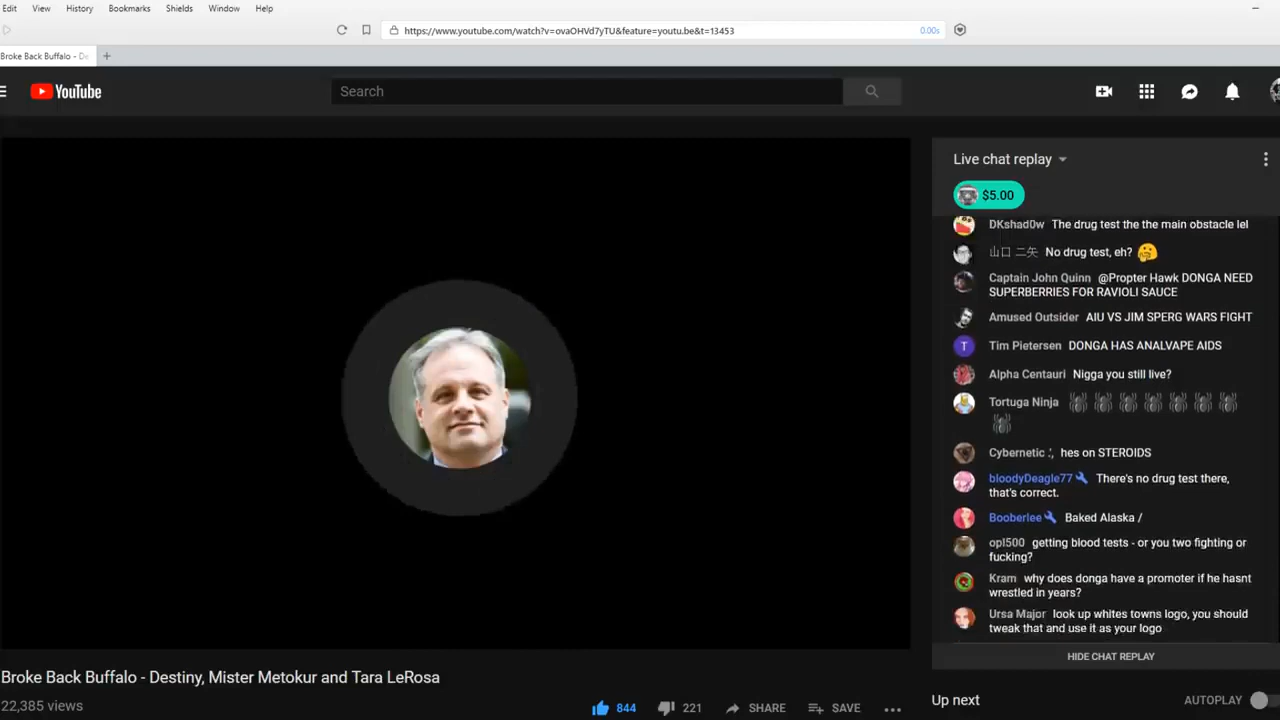 Edit View History Bookmarks Shields Window Help
https://www.youtube.com/watch?v=ovaOHVd7yTU&feature=youtu.be&t=13453 0.00s
Broke Back Buffalo - De
YouTube Search
Live chat replay
$5.00
DKshad0w The drug test the the main obstacle lel
山口 二矢 No drug test, eh?
Captain John Quinn @Propter Hawk DONGA NEED
SUPERBERRIES FOR RAVIOLI SAUCE
Amused Outsider AIU VS JIM SPERG WARS FIGHT
T Tim Pietersen DONGA HAS ANALVAPE AIDS
Alpha Centauri Nigga you still live?
Tortuga Ninja
Cybernetic ;, hes on STEROIDS
bloodyDeagle77 There's no drug test there,
that's correct.
Booberlee Baked Alaska /
opl500 getting blood tests - or you two fighting or
fucking?
Kram why does donga have a promoter if he hasnt
wrestled in years?
Ursa Major look up whites towns logo, you should
tweak that and use it as your logo
HIDE CHAT REPLAY
Broke Back Buffalo - Destiny, Mister Metokur and Tara LeRosa
22,385 views
844 221 SHARE SAVE
Up next AUTOPLAY